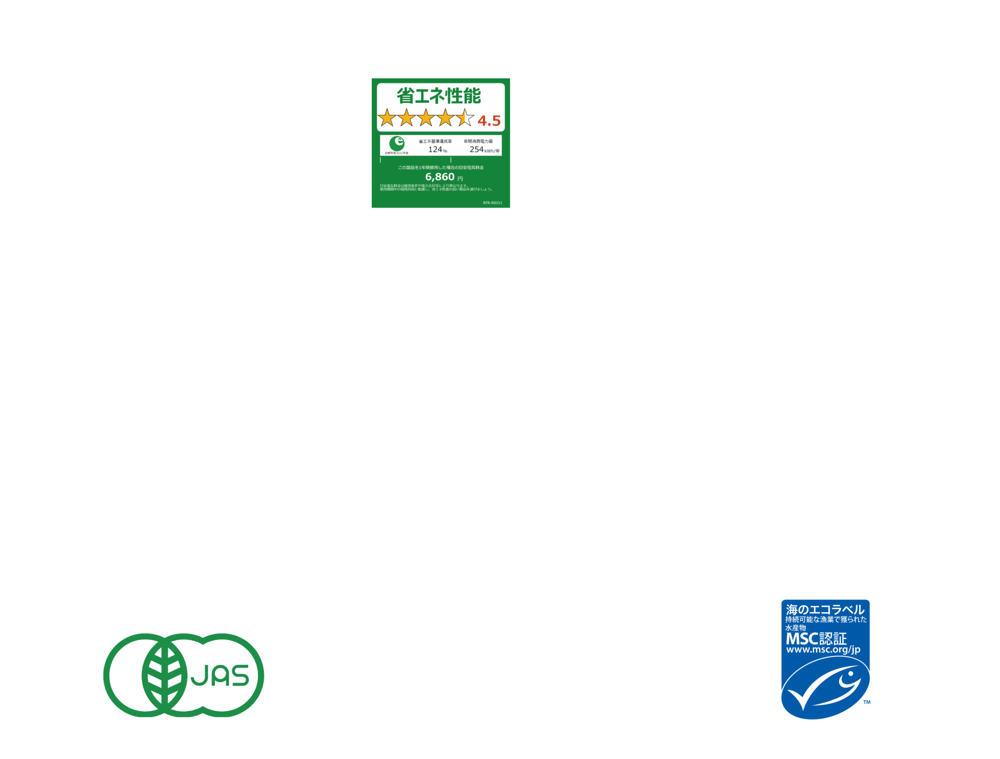 省エネ性能
4.5
省エネ基準達成率 年間消費電力量
124% 254kWh/年
目標年度2021年度
この製品を1年間使用した場合の目安電気料金
6,860 円
目安電気料金は使用条件や電力会社等により異なります。
使用期間中の環境負荷に配慮し、省エネ性能の高い製品を選びましょう。
RFR-R0211
JAS
海のエコラベル
持続可能な漁業で獲られた
水産物
MSC認証
www.msc.org/jp
TM